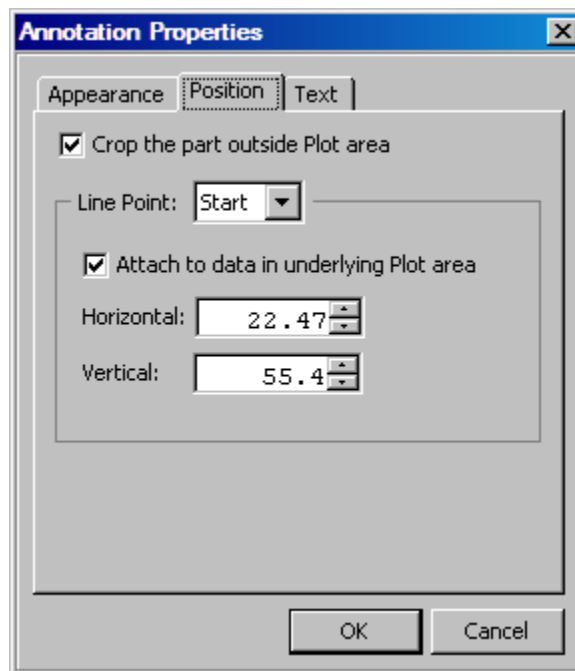 Annotation Properties
Appearance Position Text
Crop the part outside Plot area
Line Point: Start
Attach to data in underlying Plot area
Horizontal: 22.47
Vertical: 55.4
OK Cancel